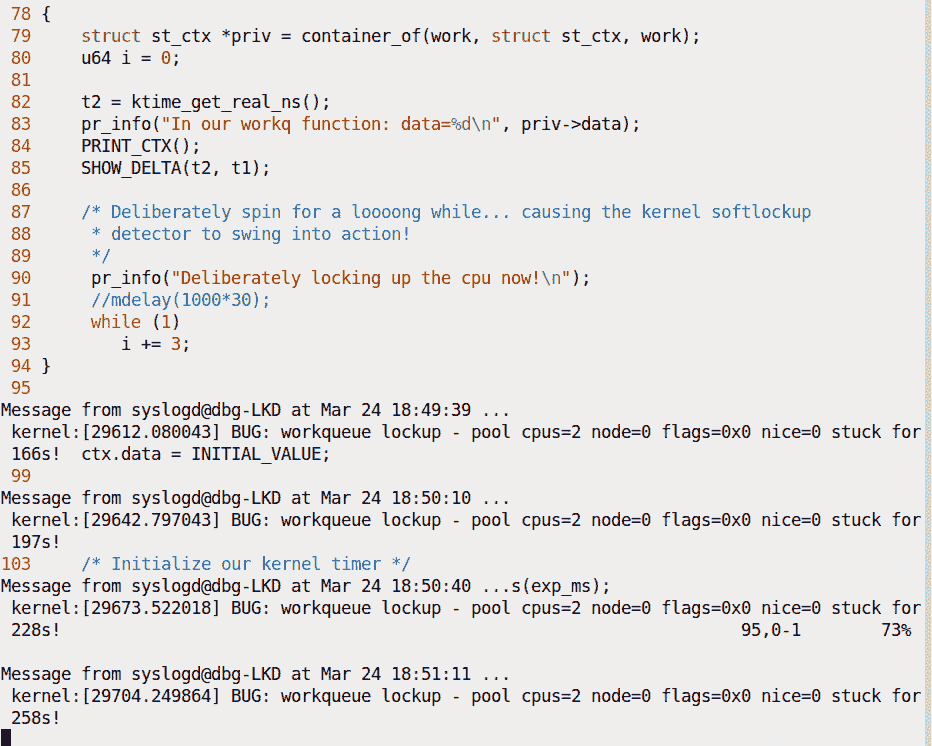 78 {
79     struct st_ctx *priv = container_of(work, struct st_ctx, work);
80     u64 i = 0;
81
82     t2 = ktime_get_real_ns();
83     pr_info("In our workq function: data=%d\n", priv->data);
84     PRINT_CTX();
85     SHOW_DELTA(t2, t1);
86
87     /* Deliberately spin for a loooong while... causing the kernel softlockup
88      * detector to swing into action!
89      */
90      pr_info("Deliberately locking up the cpu now!\n");
91      //mdelay(1000*30);
92      while (1)
93         i += 3;
94 }
95
Message from syslogd@dbg-LKD at Mar 24 18:49:39 ...
 kernel:[29612.080043] BUG: workqueue lockup - pool cpus=2 node=0 flags=0x0 nice=0 stuck for
 166s!  ctx.data = INITIAL_VALUE;
 99
Message from syslogd@dbg-LKD at Mar 24 18:50:10 ...
 kernel:[29642.797043] BUG: workqueue lockup - pool cpus=2 node=0 flags=0x0 nice=0 stuck for
 197s!
103     /* Initialize our kernel timer */
Message from syslogd@dbg-LKD at Mar 24 18:50:40 ...s(exp_ms);
 kernel:[29673.522018] BUG: workqueue lockup - pool cpus=2 node=0 flags=0x0 nice=0 stuck for
 228s!                                                                    95,0-1        73%
Message from syslogd@dbg-LKD at Mar 24 18:51:11 ...
 kernel:[29704.249864] BUG: workqueue lockup - pool cpus=2 node=0 flags=0x0 nice=0 stuck for
 258s!